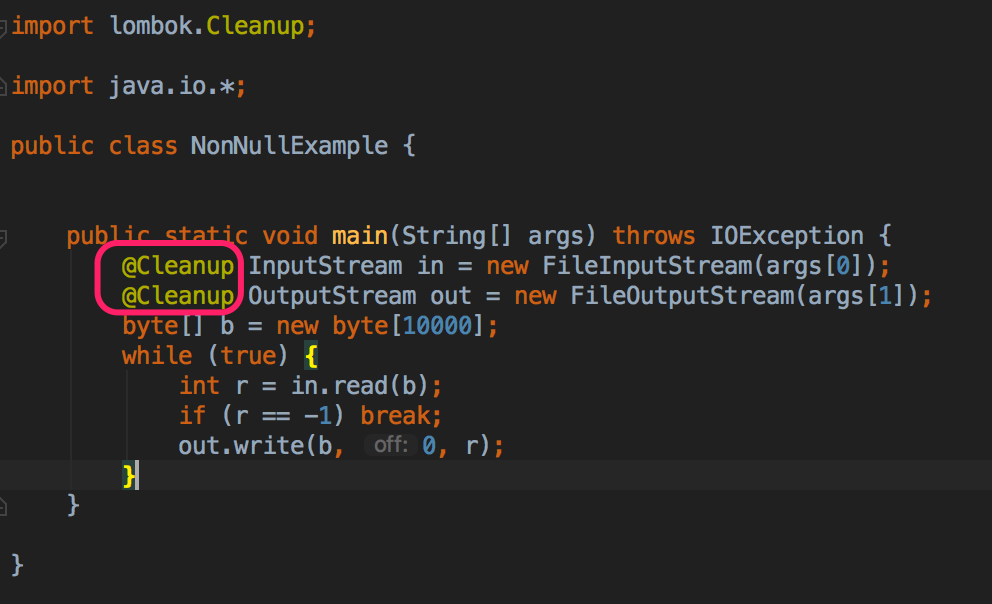 import lombok.Cleanup;
import java.io.*;
public class NonNullExample {
public static void main(String[] args) throws IOException {
@Cleanup InputStream in = new FileInputStream(args[0]);
@Cleanup OutputStream out = new FileOutputStream(args[1]);
byte[] b = new byte[10000];
while (true) {
int r = in.read(b);
if (r == -1) break;
out.write(b, off: 0, r);
}
}
}